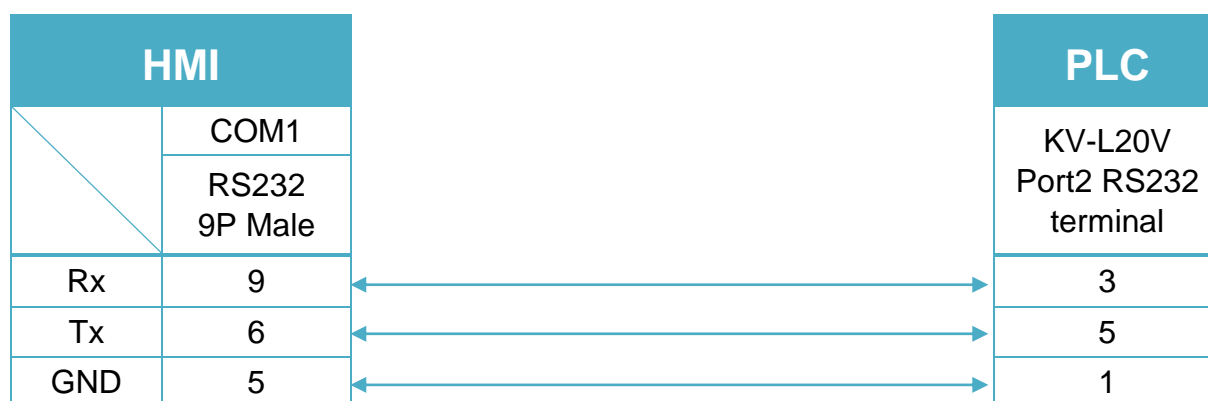 HMI
PLC
COM1
RS232
9P Male
KV-L20V
Port2 RS232
terminal
Rx 9 3
Tx 6 5
GND 5 1